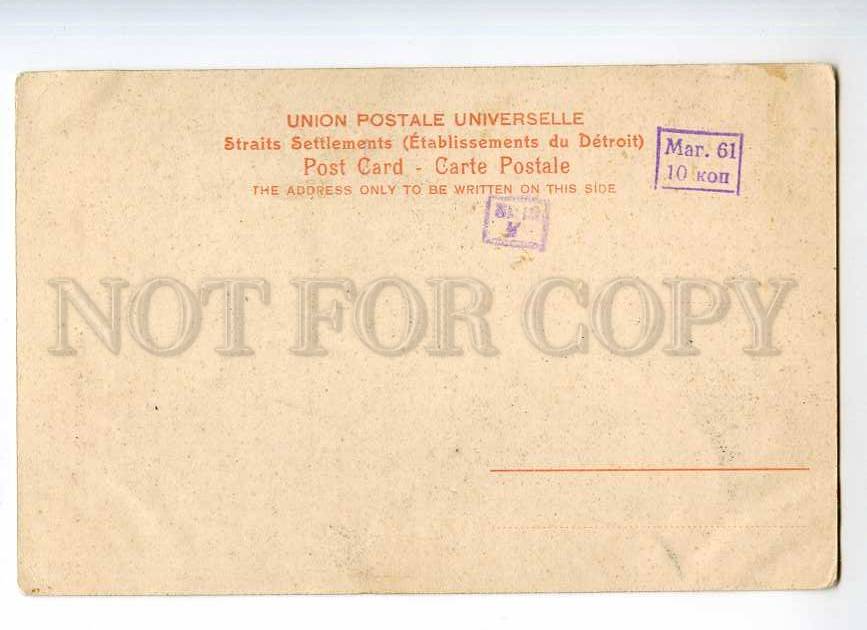 UNION POSTALE UNIVERSELLE
Straits Settlements (Établissements du Détroit)
Post Card - Carte Postale
THE ADDRESS ONLY TO BE WRITTEN ON THIS SIDE
Маг. 61
10 коп
NOT FOR COPY